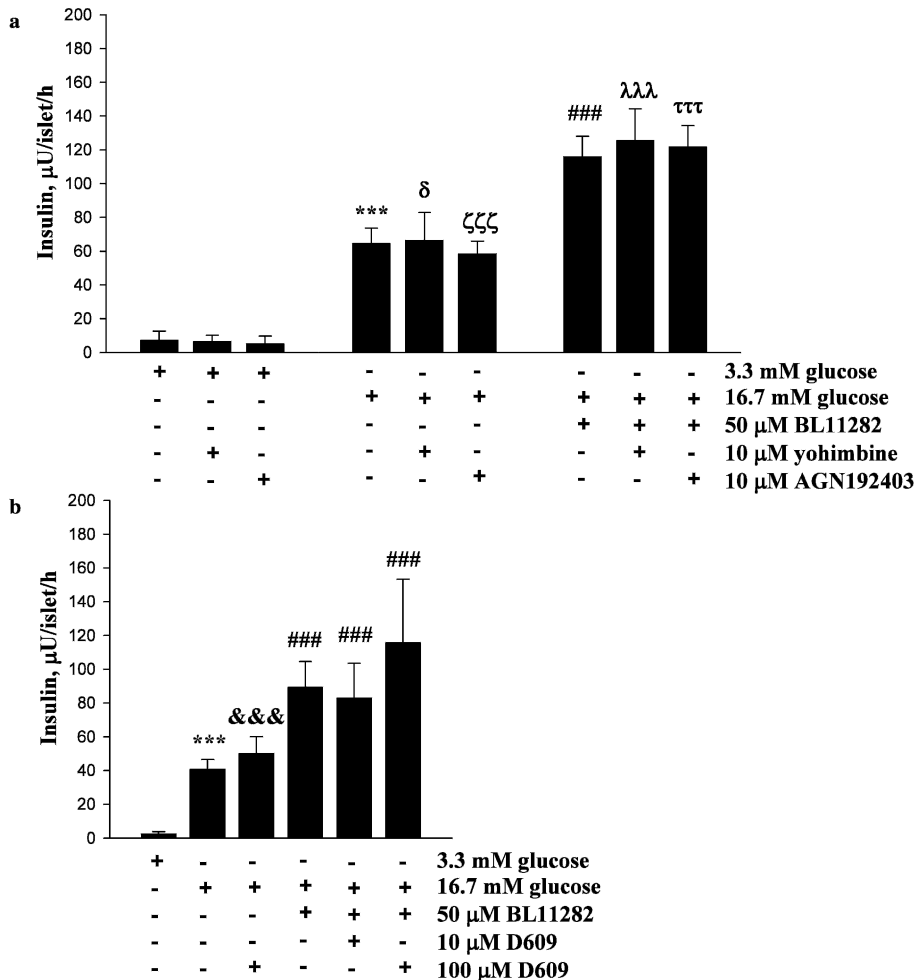 a
Insulin, μU/islet/h
200
180
160
140
120
100
80
60
40
20
0
*** δ ζζζ ### λλλ τττ
+ + + - - - - - - 3.3 mM glucose
- - - + + + + + + 16.7 mM glucose
- - - - - - + + + 50 μM BL11282
- + - - + - - + - 10 μM yohimbine
- - + - - + - - + 10 μM AGN192403
b
Insulin, μU/islet/h
200
180
160
140
120
100
80
60
40
20
0
*** &&& ### ### ###
+ - - - - - 3.3 mM glucose
- + + + + + 16.7 mM glucose
- - - + + + 50 μM BL11282
- - - - + - 10 μM D609
- - + - - + 100 μM D609